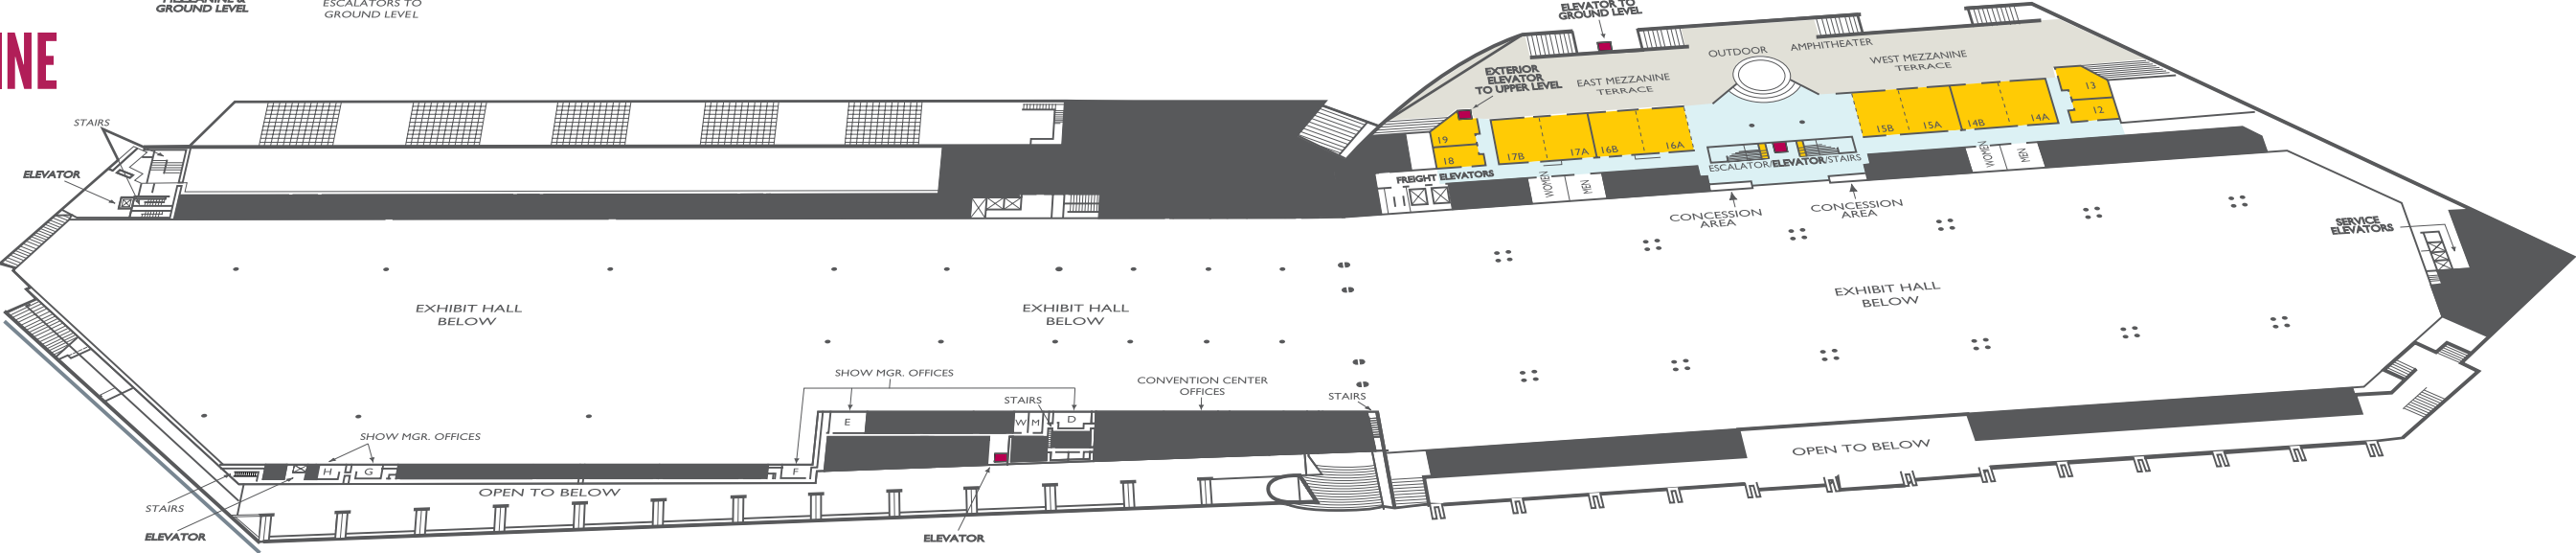 MEZZANINE &
GROUND LEVEL
ESCALATORS TO
GROUND LEVEL
INE
ELEVATOR TO
GROUND LEVEL
OUTDOOR AMPHITHEATER
WEST MEZZANINE
TERRACE
EAST MEZZANINE
TERRACE
EXTERIOR
ELEVATOR
TO UPPER LEVEL
STAIRS
ELEVATOR
13
12
14A
14B
15A
15B
16A
16B
17A
17B
19
18
ESCALATOR/ELEVATOR/STAIRS
FREIGHT ELEVATORS
WOMEN
MEN
WOMEN
MEN
CONCESSION
AREA
CONCESSION
AREA
SERVICE
ELEVATORS
EXHIBIT HALL
BELOW
EXHIBIT HALL
BELOW
EXHIBIT HALL
BELOW
SHOW MGR. OFFICES
CONVENTION CENTER
OFFICES
STAIRS
STAIRS
E
W M
D
SHOW MGR. OFFICES
H
G
F
OPEN TO BELOW
OPEN TO BELOW
STAIRS
ELEVATOR
ELEVATOR